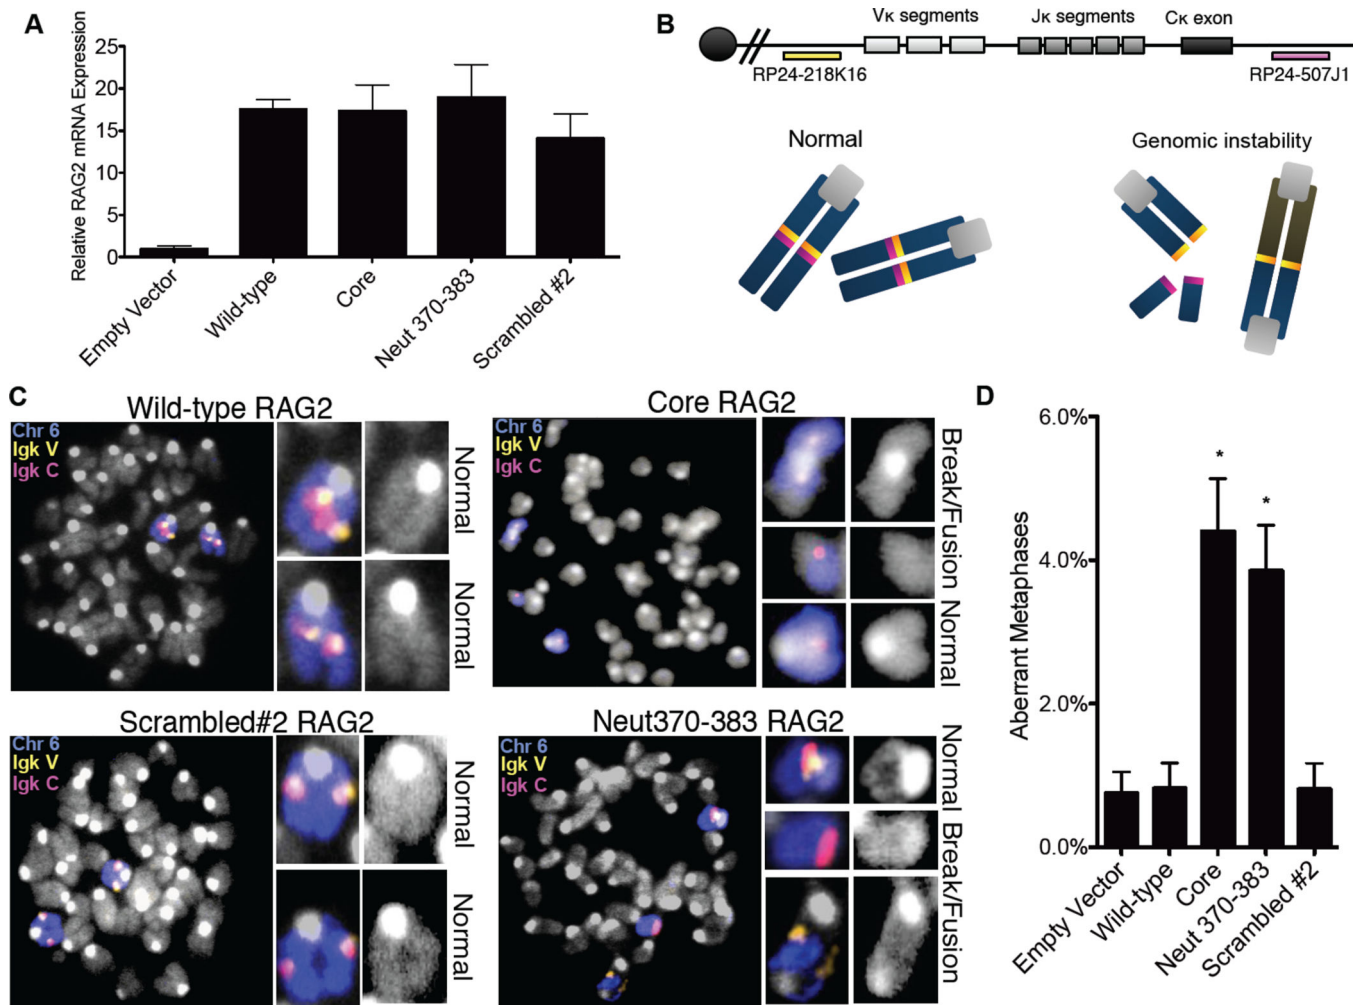 A
Relative RAG2 mRNA Expression
25
20
15
10
5
0
Empty Vector
Wild-type
Core
Neut 370-383
Scrambled #2
B
Vκ segments
Jκ segments
Cκ exon
RP24-218K16
RP24-507J1
Normal
Genomic instability
C
Wild-type RAG2
Chr 6
Igk V
Igk C
Normal
Normal
Core RAG2
Break/Fusion
Normal
Scrambled#2 RAG2
Chr 6
Igk V
Igk C
Normal
Normal
Neut370-383 RAG2
Chr 6
Igk V
Igk C
Normal
Break/Fusion
Chr 6
Igk V
Igk C
D
Aberrant Metaphases
6.0%
4.0%
2.0%
0.0%
*
*
Empty Vector
Wild-type
Core
Neut 370-383
Scrambled #2